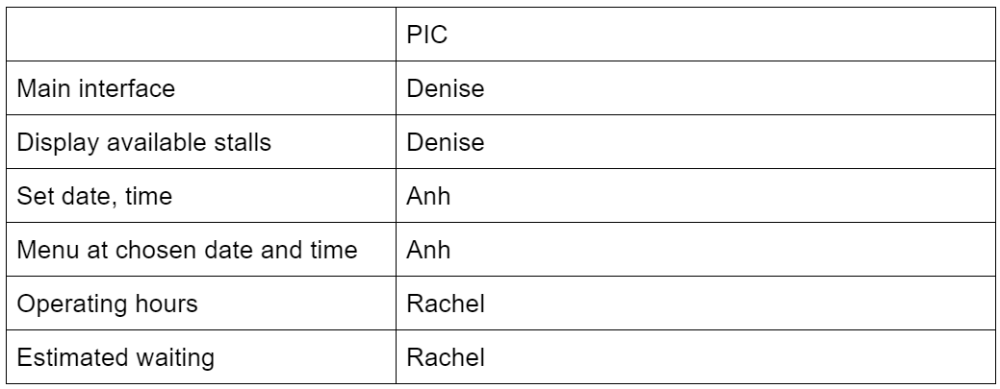 PIC
Main interface Denise
Display available stalls Denise
Set date, time Anh
Menu at chosen date and time Anh
Operating hours Rachel
Estimated waiting Rachel